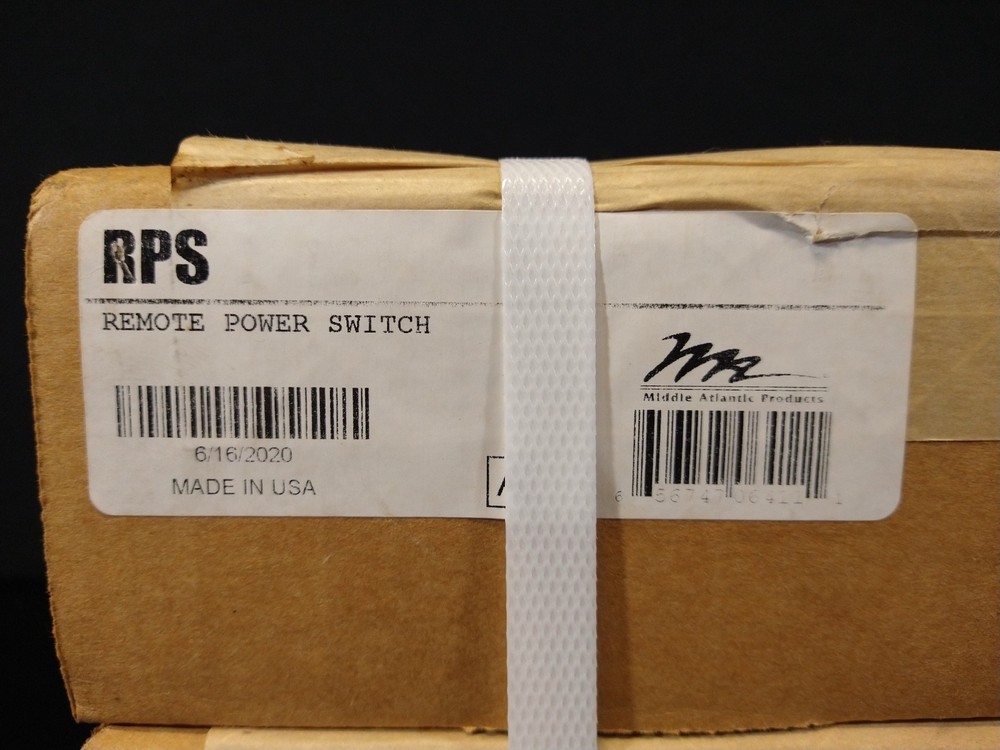 RPS
REMOTE POWER SWITCH
Middle Atlantic Products
6/16/2020
MADE IN USA